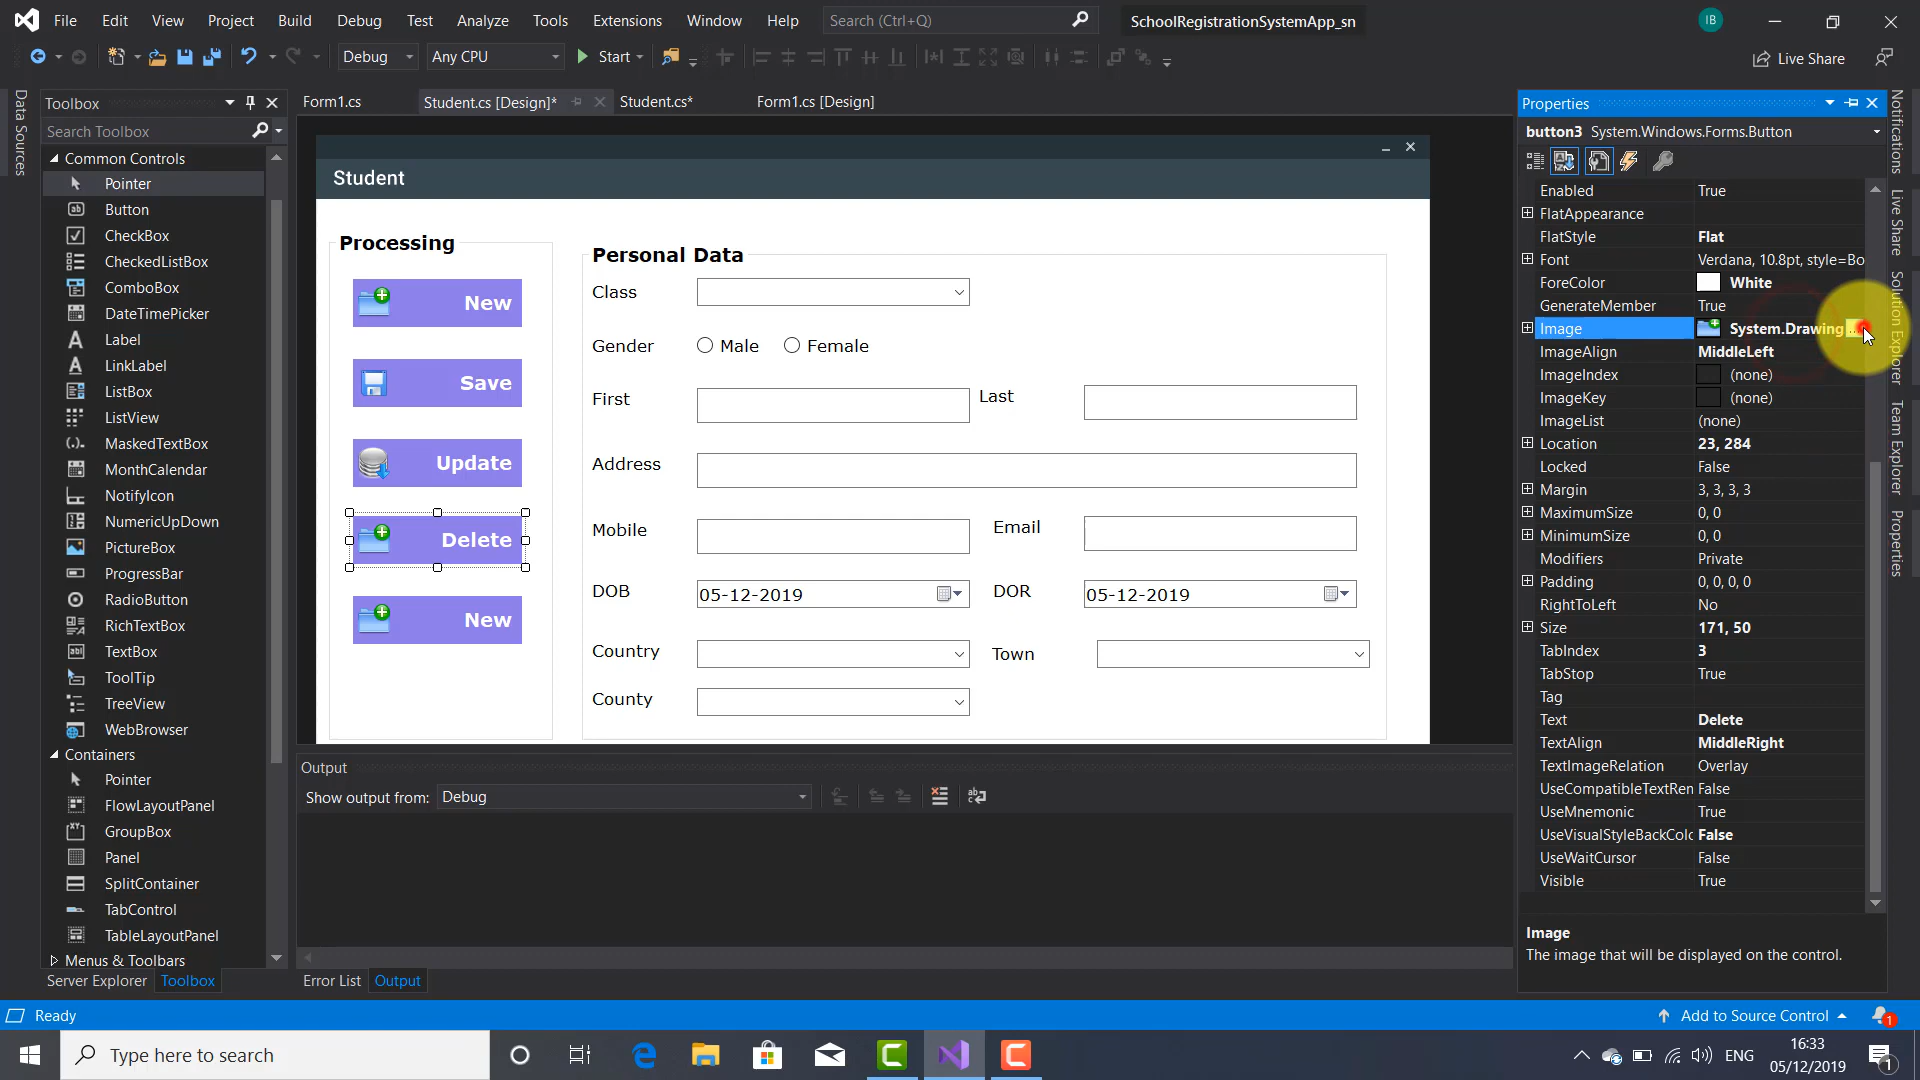 File Edit View Project Build Debug Test Analyze Tools Extensions Window Help Search (Ctrl+Q) SchoolRegistrationSystemApp_sn IB
Debug Any CPU Start Live Share
Toolbox
Search Toolbox
Common Controls
Pointer
Button
CheckBox
CheckedListBox
ComboBox
DateTimePicker
Label
LinkLabel
ListBox
ListView
MaskedTextBox
MonthCalendar
NotifyIcon
NumericUpDown
PictureBox
ProgressBar
RadioButton
RichTextBox
TextBox
ToolTip
TreeView
WebBrowser
Containers
Pointer
FlowLayoutPanel
GroupBox
Panel
SplitContainer
TabControl
TableLayoutPanel
Menus & Toolbars
Server Explorer Toolbox
Data Sources
Form1.cs Student.cs [Design]* Student.cs* Form1.cs [Design]
Student
Processing
New
Save
Update
Delete
New
Personal Data
Class
Gender Male Female
First Last
Address
Mobile Email
DOB 05-12-2019 DOR 05-12-2019
Country Town
County
Output
Show output from: Debug
Error List Output
Properties
button3 System.Windows.Forms.Button
Enabled True
FlatAppearance
FlatStyle Flat
Font Verdana, 10.8pt, style=Bo
ForeColor White
GenerateMember True
Image System.Drawing
ImageAlign MiddleLeft
ImageIndex (none)
ImageKey (none)
ImageList (none)
Location 23, 284
Locked False
Margin 3, 3, 3, 3
MaximumSize 0, 0
MinimumSize 0, 0
Modifiers Private
Padding 0, 0, 0, 0
RightToLeft No
Size 171, 50
TabIndex 3
TabStop True
Tag
Text Delete
TextAlign MiddleRight
TextImageRelation Overlay
UseCompatibleTextRen False
UseMnemonic True
UseVisualStyleBackColo False
UseWaitCursor False
Visible True
Image
The image that will be displayed on the control.
Notifications
Live Share
Solution Explorer
Team Explorer
Properties
Ready Add to Source Control 1
Type here to search ENG 16:33
05/12/2019 1